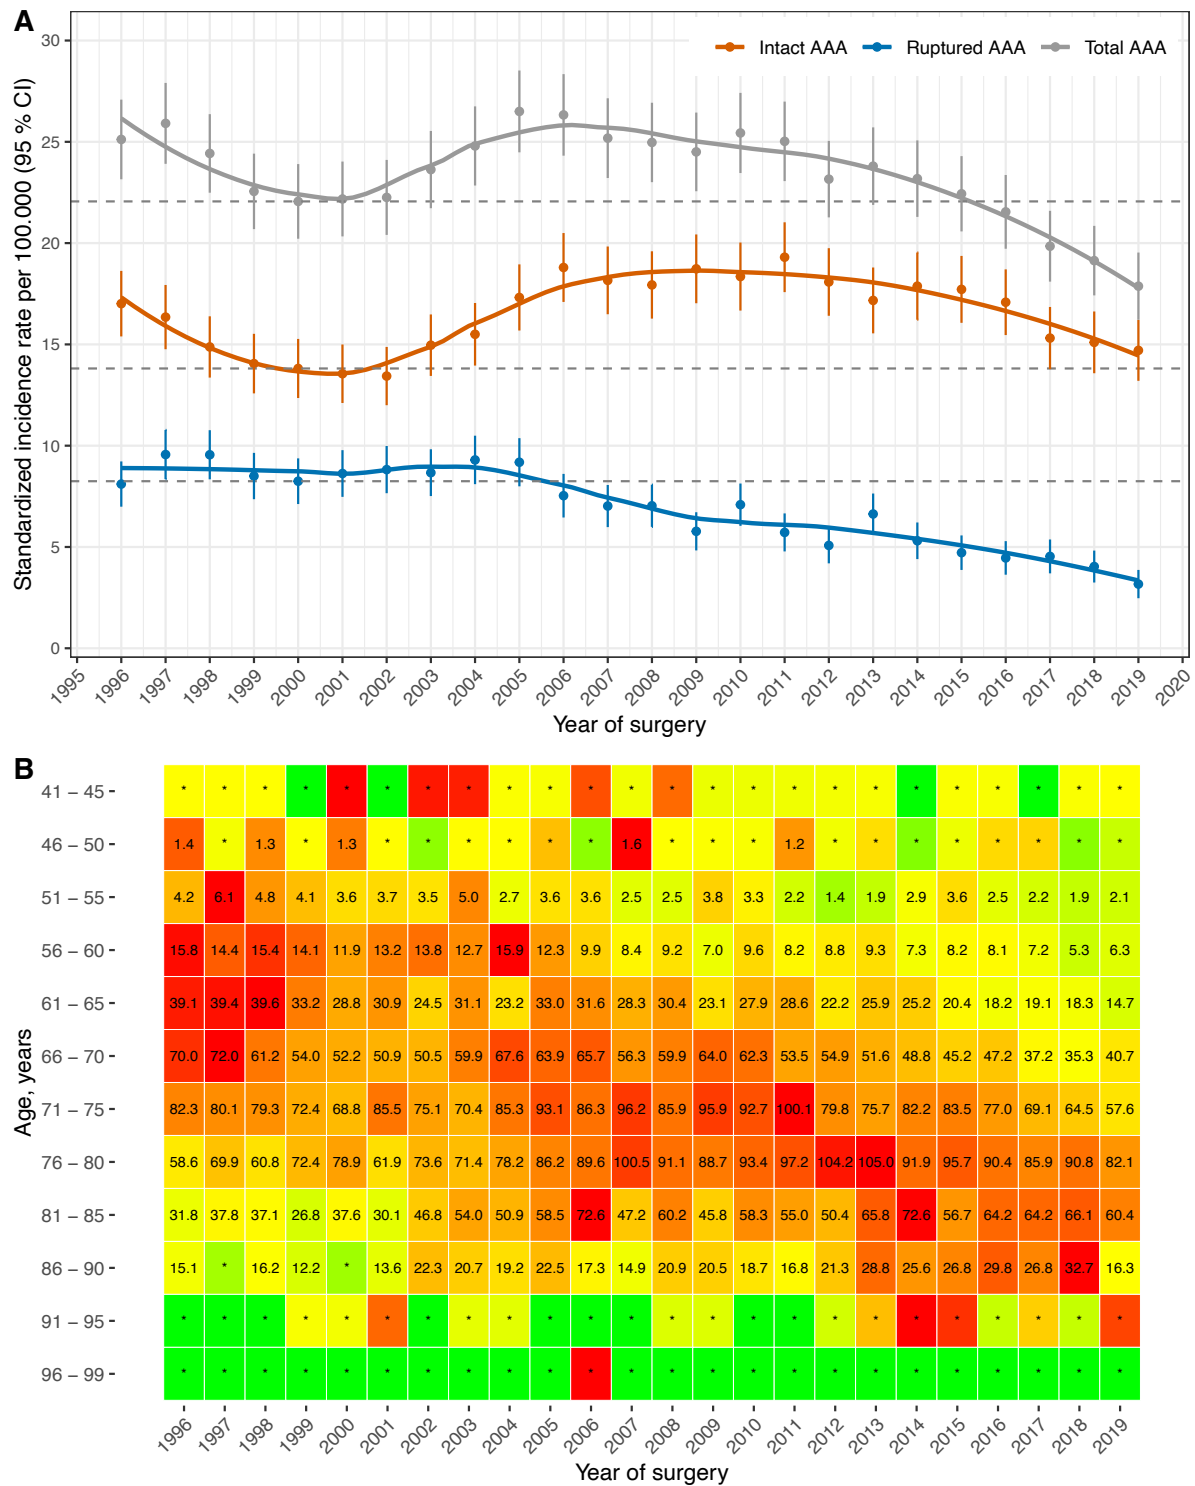 A
Standardized incidence rate per 100.000 (95 % CI)
Intact AAA Ruptured AAA Total AAA
30
25
20
15
10
5
0
1995 1996 1997 1998 1999 2000 2001 2002 2003 2004 2005 2006 2007 2008 2009 2010 2011 2012 2013 2014 2015 2016 2017 2018 2019 2020
Year of surgery
B
Age, years
41 – 45 * * * * * * * * * * * * * * * * * * * * * * * *
46 – 50 1.4 * 1.3 * 1.3 * * * * * * 1.6 * * * 1.2 * * * * * * * *
51 – 55 4.2 6.1 4.8 4.1 3.6 3.7 3.5 5.0 2.7 3.6 3.6 2.5 2.5 3.8 3.3 2.2 1.4 1.9 2.9 3.6 2.5 2.2 1.9 2.1
56 – 60 15.8 14.4 15.4 14.1 11.9 13.2 13.8 12.7 15.9 12.3 9.9 8.4 9.2 7.0 9.6 8.2 8.8 9.3 7.3 8.2 8.1 7.2 5.3 6.3
61 – 65 39.1 39.4 39.6 33.2 28.8 30.9 24.5 31.1 23.2 33.0 31.6 28.3 30.4 23.1 27.9 28.6 22.2 25.9 25.2 20.4 18.2 19.1 18.3 14.7
66 – 70 70.0 72.0 61.2 54.0 52.2 50.9 50.5 59.9 67.6 63.9 65.7 56.3 59.9 64.0 62.3 53.5 54.9 51.6 48.8 45.2 47.2 37.2 35.3 40.7
71 – 75 82.3 80.1 79.3 72.4 68.8 85.5 75.1 70.4 85.3 93.1 86.3 96.2 85.9 95.9 92.7 100.1 79.8 75.7 82.2 83.5 77.0 69.1 64.5 57.6
76 – 80 58.6 69.9 60.8 72.4 78.9 61.9 73.6 71.4 78.2 86.2 89.6 100.5 91.1 88.7 93.4 97.2 104.2 105.0 91.9 95.7 90.4 85.9 90.8 82.1
81 – 85 31.8 37.8 37.1 26.8 37.6 30.1 46.8 54.0 50.9 58.5 72.6 47.2 60.2 45.8 58.3 55.0 50.4 65.8 72.6 56.7 64.2 64.2 66.1 60.4
86 – 90 15.1 * 16.2 12.2 * 13.6 22.3 20.7 19.2 22.5 17.3 14.9 20.9 20.5 18.7 16.8 21.3 28.8 25.6 26.8 29.8 26.8 32.7 16.3
91 – 95 * * * * * * * * * * * * * * * * * * * * * * * *
96 – 99 * * * * * * * * * * * * * * * * * * * * * * * *
1996 1997 1998 1999 2000 2001 2002 2003 2004 2005 2006 2007 2008 2009 2010 2011 2012 2013 2014 2015 2016 2017 2018 2019
Year of surgery